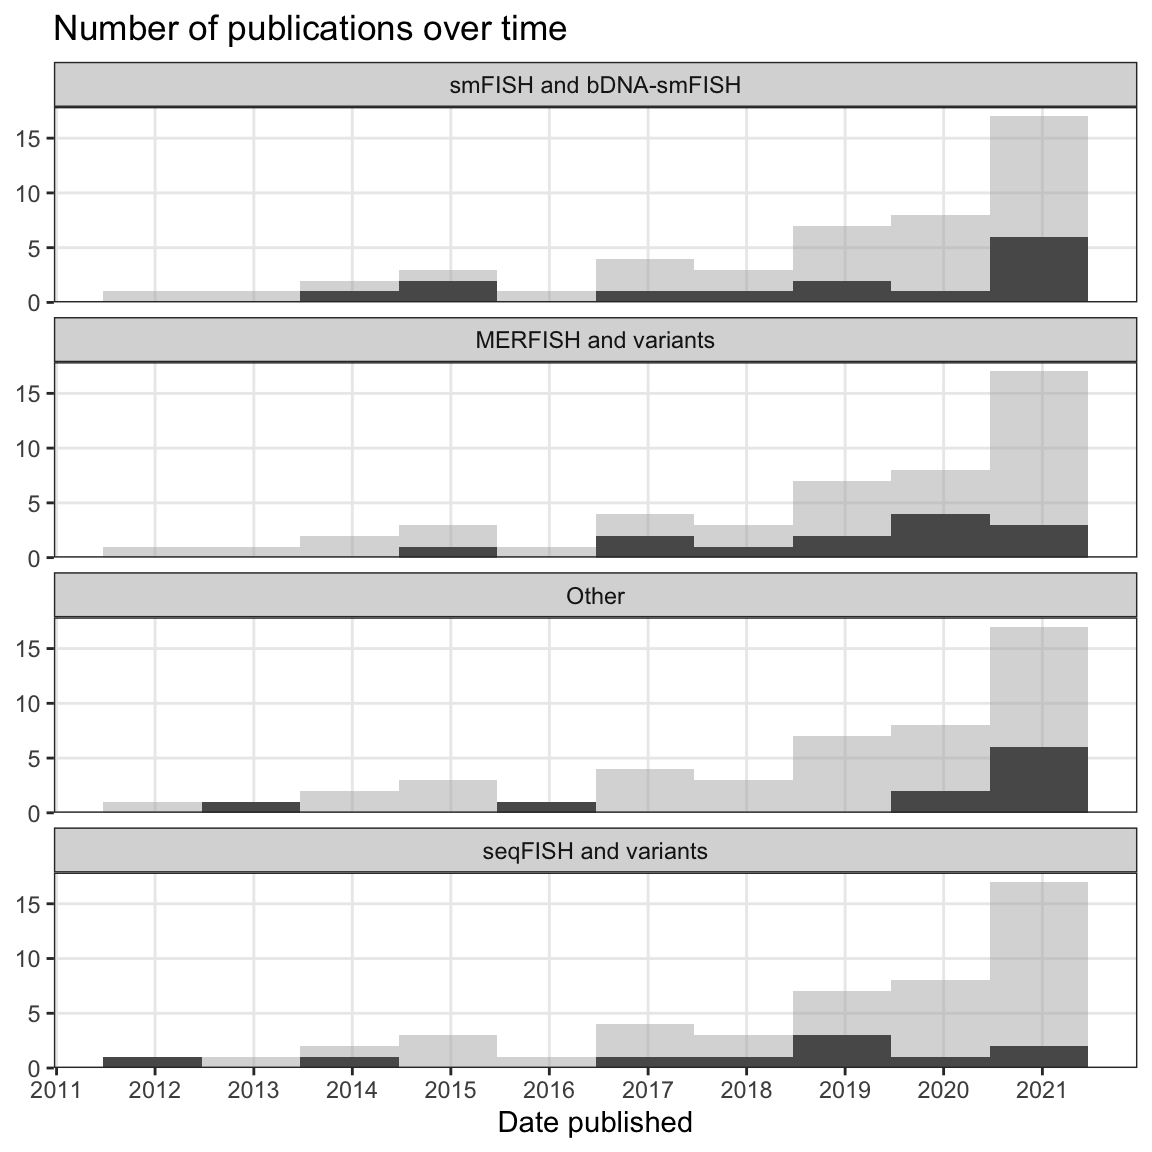 Number of publications over time
smFISH and bDNA-smFISH
15
10
5
0
MERFISH and variants
15
10
5
0
Other
15
10
5
0
seqFISH and variants
15
10
5
0
2011 2012 2013 2014 2015 2016 2017 2018 2019 2020 2021
Date published